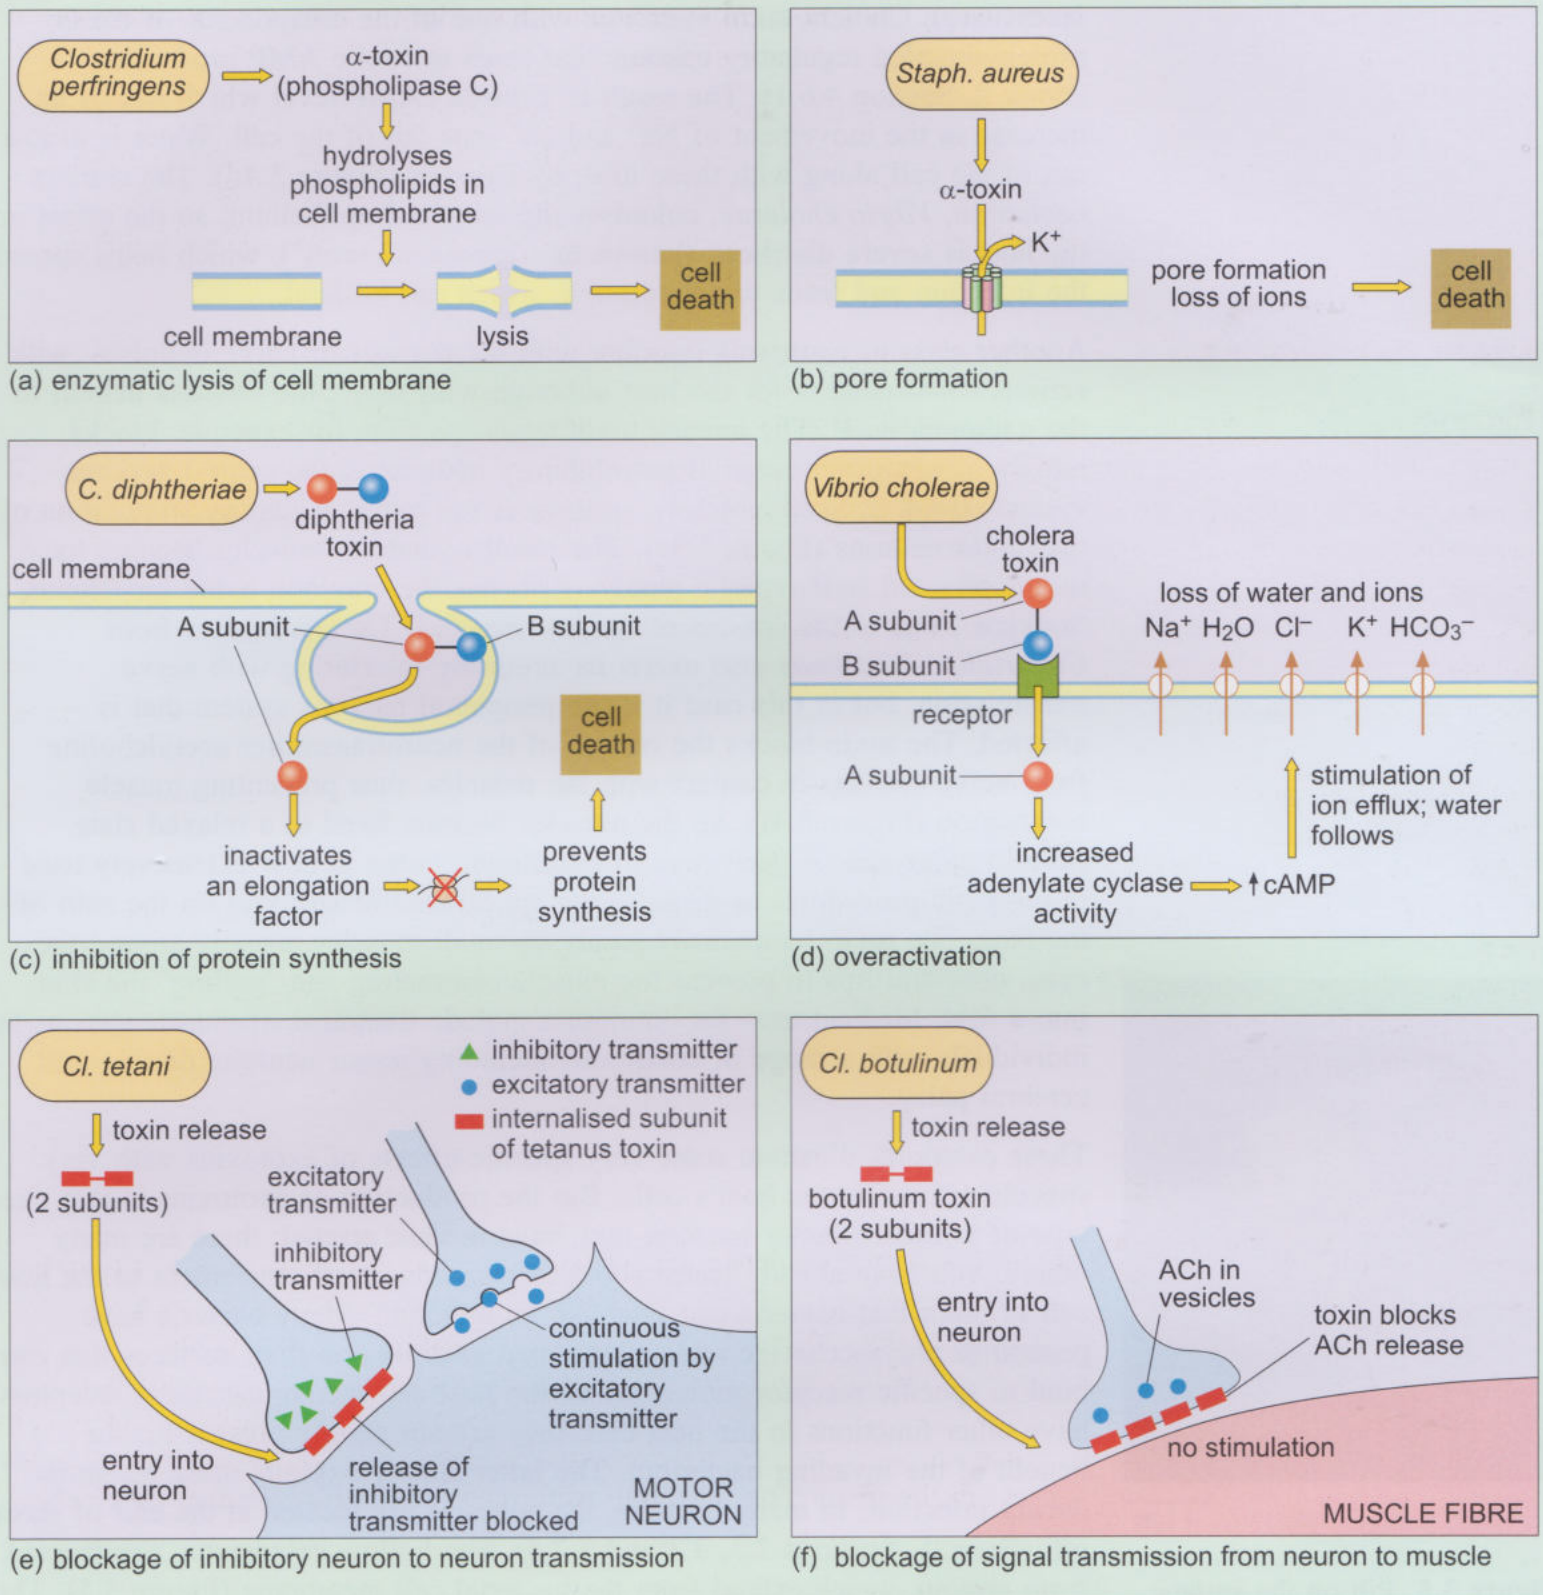 Clostridium
perfringens
α-toxin
(phospholipase C)
hydrolyses
phospholipids in
cell membrane
cell membrane
lysis
cell
death
(a) enzymatic lysis of cell membrane
Staph. aureus
α-toxin
K⁺
pore formation
loss of ions
cell
death
(b) pore formation
C. diphtheriae
diphtheria
toxin
cell membrane
A subunit
B subunit
cell
death
inactivates
an elongation
factor
prevents
protein
synthesis
(c) inhibition of protein synthesis
Vibrio cholerae
cholera
toxin
A subunit
B subunit
receptor
A subunit
loss of water and ions
Na⁺ H₂O Cl⁻ K⁺ HCO₃⁻
stimulation of
ion efflux; water
follows
increased
adenylate cyclase
activity
cAMP
(d) overactivation
Cl. tetani
toxin release
(2 subunits)
inhibitory transmitter
excitatory transmitter
internalised subunit
of tetanus toxin
excitatory
transmitter
inhibitory
transmitter
continuous
stimulation by
excitatory
transmitter
entry into
neuron
release of
inhibitory
transmitter blocked
MOTOR
NEURON
(e) blockage of inhibitory neuron to neuron transmission
Cl. botulinum
toxin release
botulinum toxin
(2 subunits)
entry into
neuron
ACh in
vesicles
toxin blocks
ACh release
no stimulation
MUSCLE FIBRE
(f) blockage of signal transmission from neuron to muscle